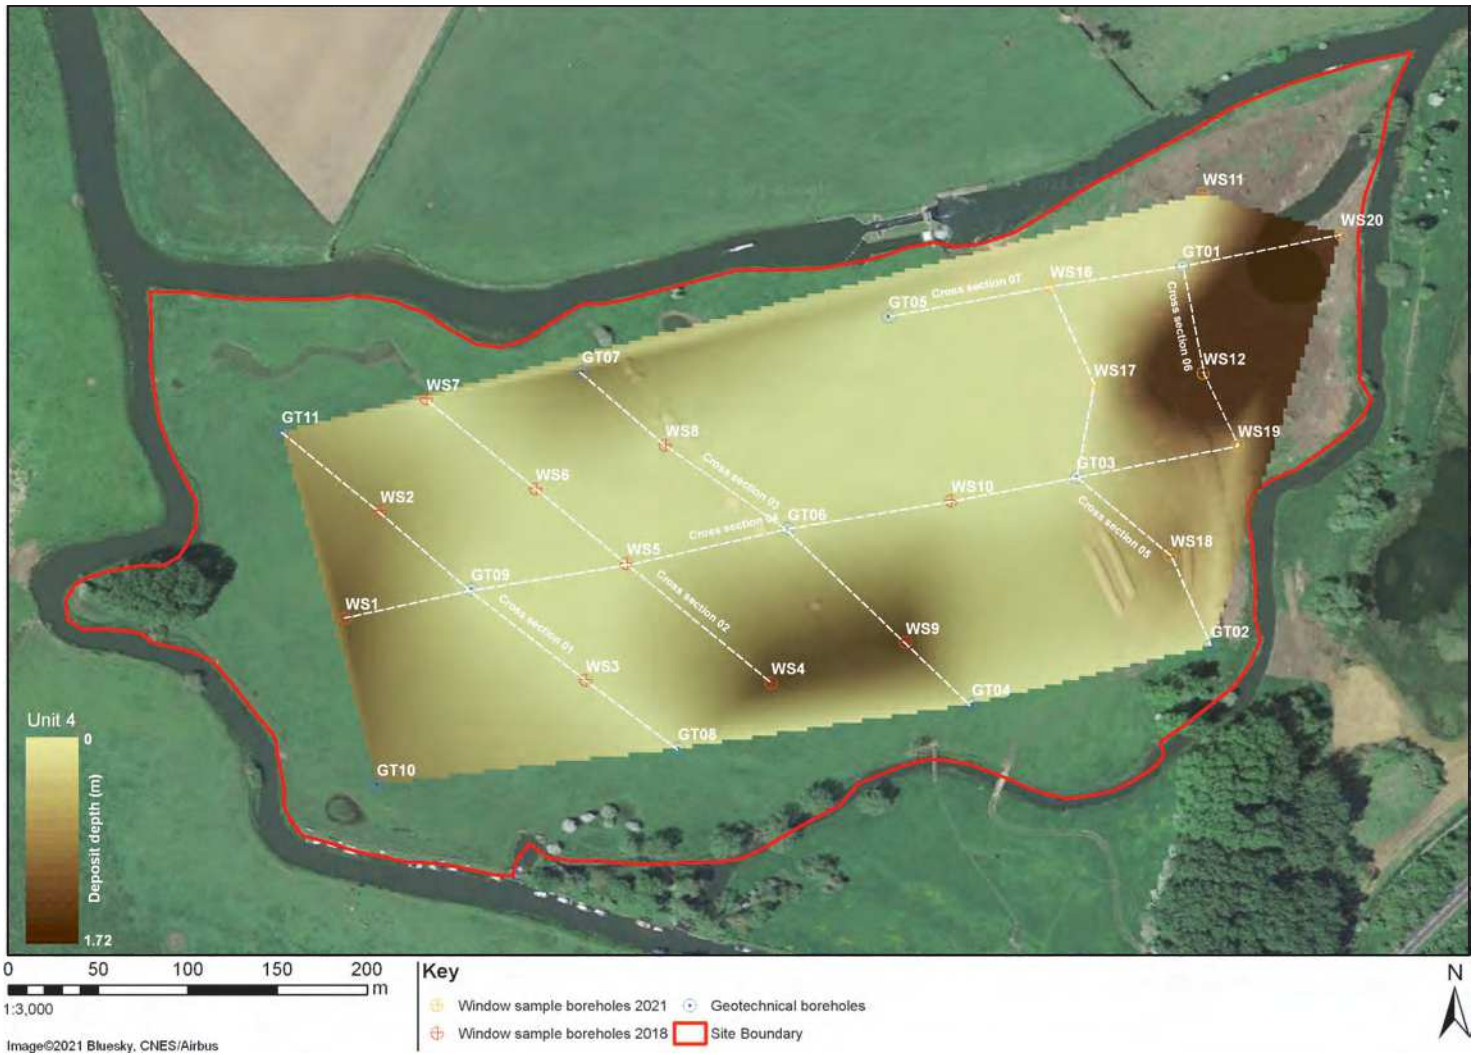 WS11
WS20
GT01
WS16
Cross section 07
GT05
Cross section 06
WS12
WS17
GT07
WS7
GT11
WS8
WS19
Cross section 03
GT03
WS6
WS10
WS2
GT06
Cross section 04
Cross section 05
WS18
WS5
GT09
WS1
Cross section 01
Cross section 02
WS9
GT02
WS3
WS4
GT04
GT08
GT10
Unit 4
0
Deposit depth (m)
1.72
0 50 100 150 200
m
1:3,000
Image©2021 Bluesky, CNES/Airbus
Key
Window sample boreholes 2021
Geotechnical boreholes
Window sample boreholes 2018
Site Boundary
N